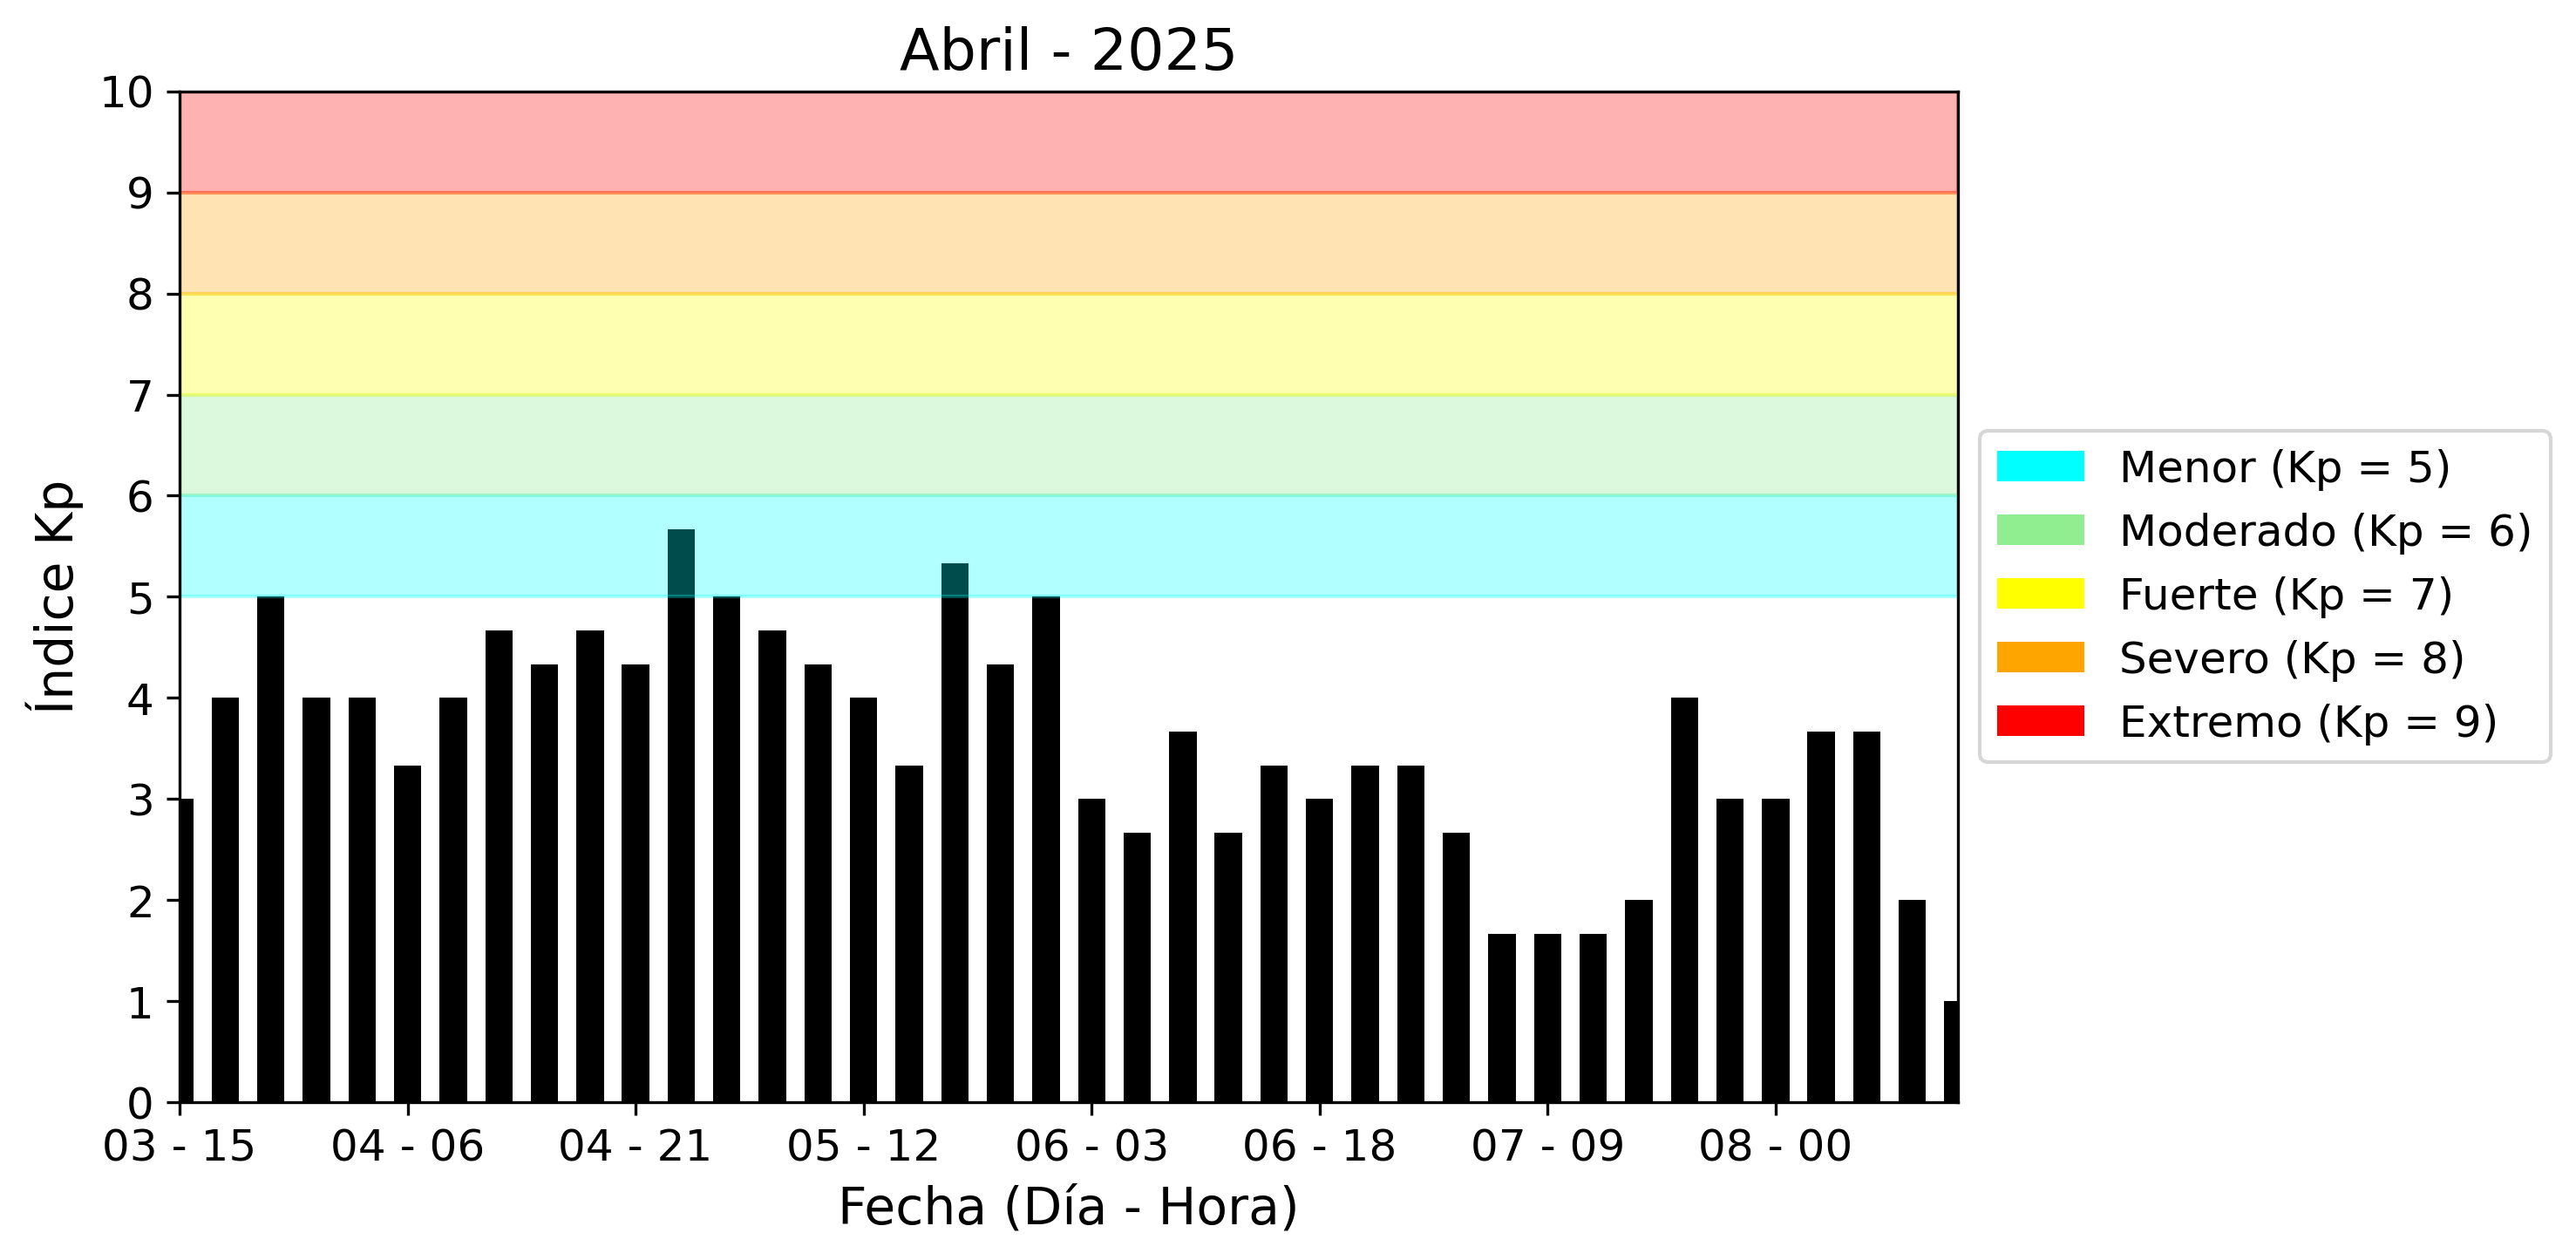 Abril - 2025
10
9
8
7
6
5
4
3
2
1
0
Índice Kp
03 - 15
04 - 06
04 - 21
05 - 12
06 - 03
06 - 18
07 - 09
08 - 00
Fecha (Día - Hora)
Menor (Kp = 5)
Moderado (Kp = 6)
Fuerte (Kp = 7)
Severo (Kp = 8)
Extremo (Kp = 9)